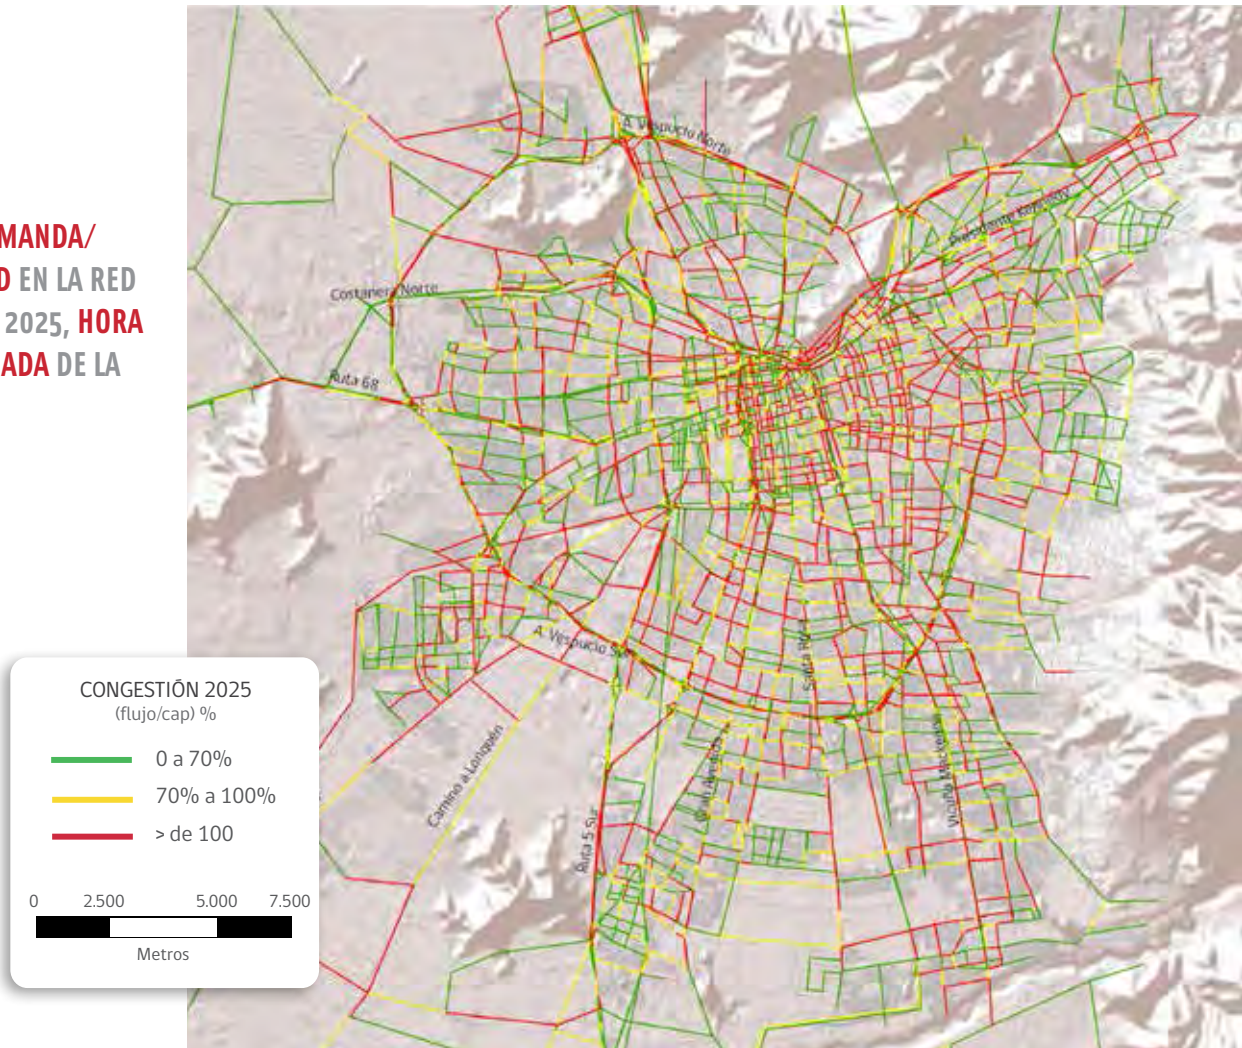 MANDA/
D EN LA RED
2025, HORA
ADA DE LA
A. Vespucio Norte
Presidente Kennedy
Costanera Norte
Ruta 68
A. Vespucio Sur
Santa Rosa
Camino a Lonquén
Gran Avenida
Vicuña Mackenna
Ruta 5 Sur
CONGESTIÓN 2025
(flujo/cap) %
0 a 70%
70% a 100%
> de 100
0 2.500 5.000 7.500
Metros